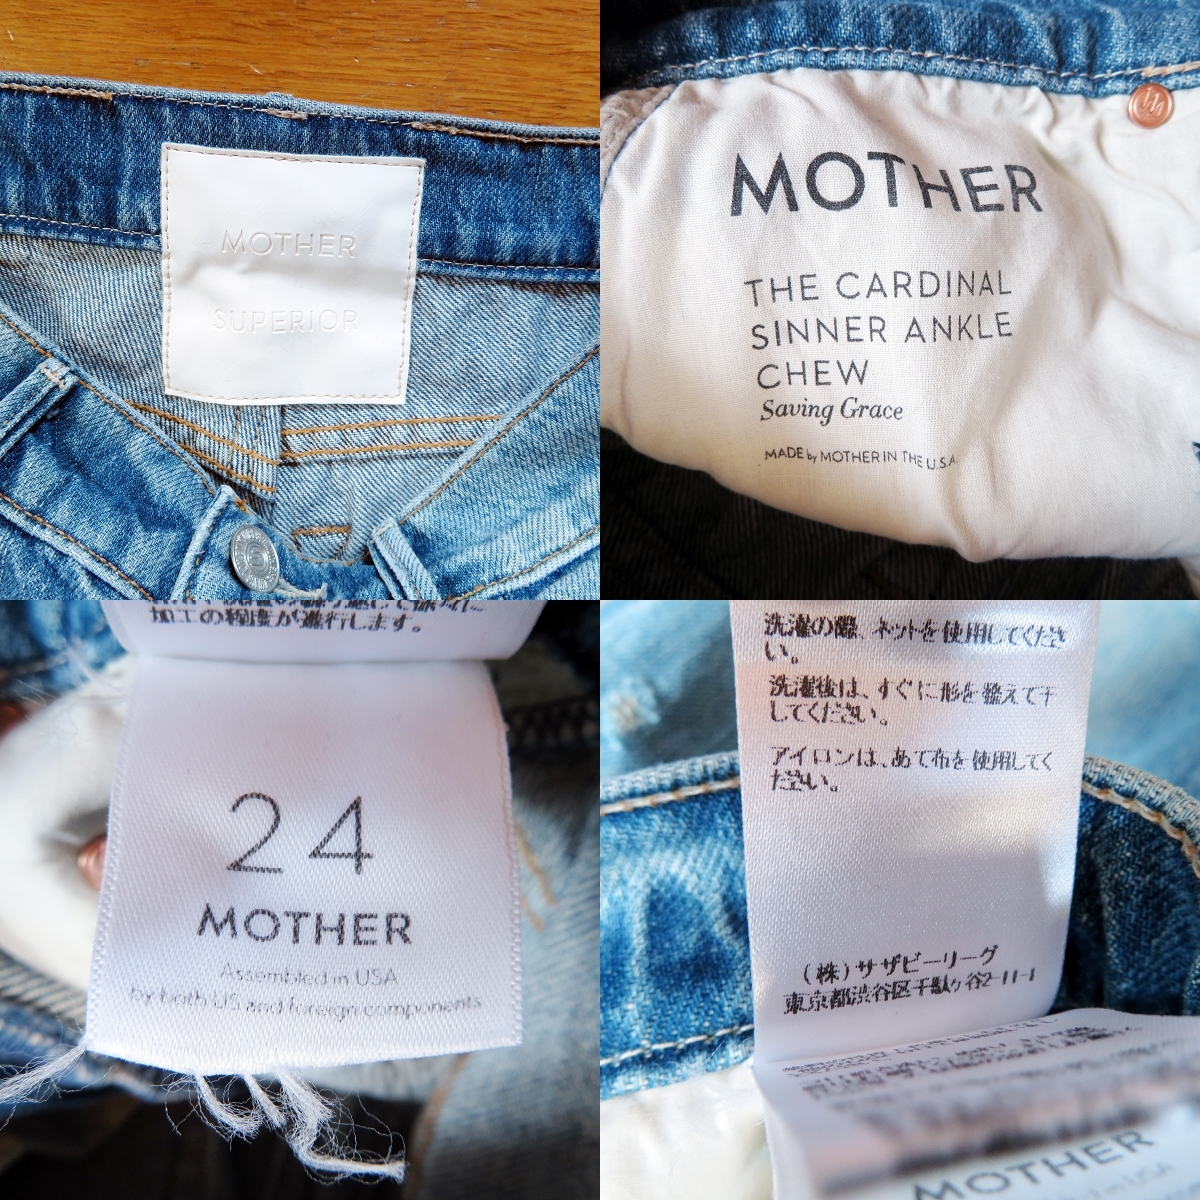 MOTHER
SUPERIOR
MOTHER
THE CARDINAL
SINNER ANKLE
CHEW
Saving Grace
MADE by MOTHER IN THE U.S.A.
加工の程度が進行します。
24
MOTHER
Assembled in USA
by both US and foreign components
洗濯の際、ネットを使用してくださ
い。
洗濯後は、すぐに形を整えて干
してください。
アイロンは、あて布を使用してく
ださい。
(株)サザビーリーグ
東京都渋谷区千駄ヶ谷2-11-1
MOTHER
in USA